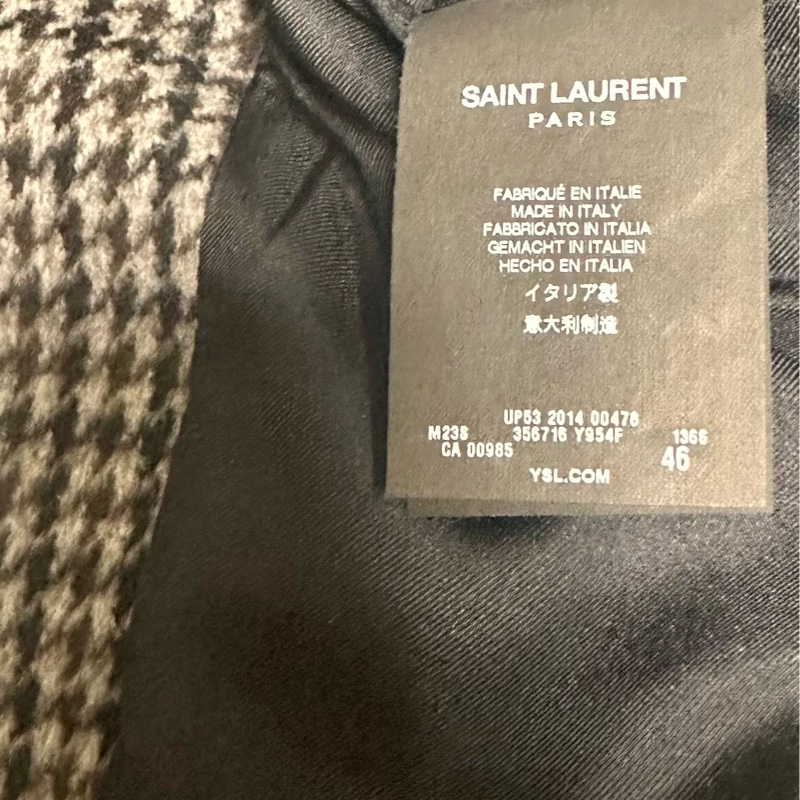 SAINT LAURENT
PARIS
FABRIQUÉ EN ITALIE
MADE IN ITALY
FABBRICATO IN ITALIA
GEMACHT IN ITALIEN
HECHO EN ITALIA
イタリア製
意大利制造
UP53 2014 00476
M23S 356716 Y954F 1366
CA 00985 46
YSL.COM